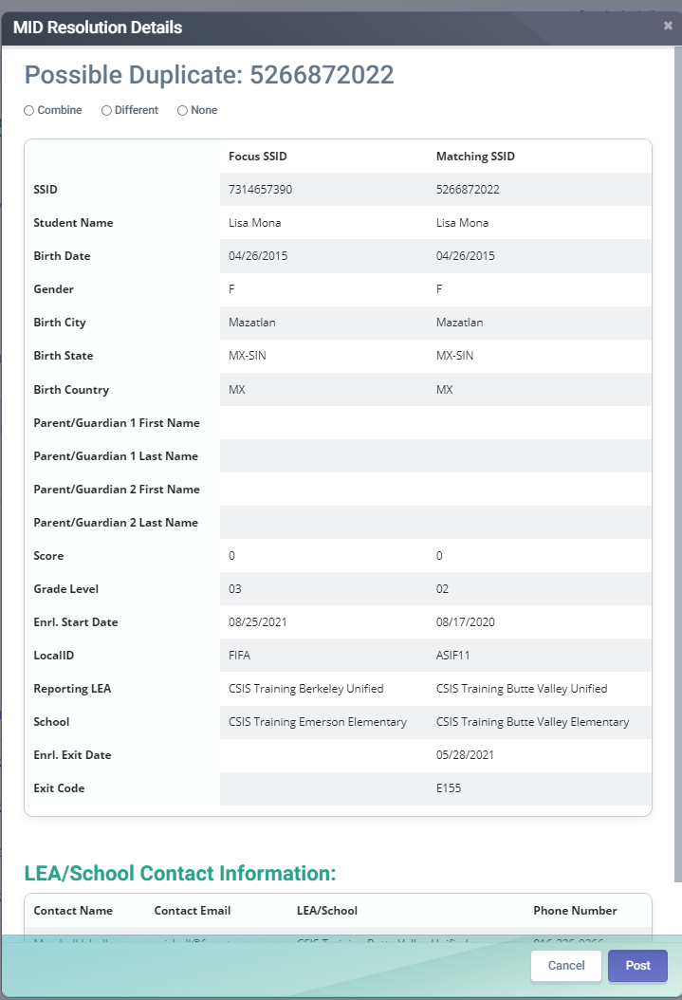 MID Resolution Details ×
Possible Duplicate: 5266872022
Combine Different None
Focus SSID Matching SSID
SSID 7314657390 5266872022
Student Name Lisa Mona Lisa Mona
Birth Date 04/26/2015 04/26/2015
Gender F F
Birth City Mazatlan Mazatlan
Birth State MX-SIN MX-SIN
Birth Country MX MX
Parent/Guardian 1 First Name
Parent/Guardian 1 Last Name
Parent/Guardian 2 First Name
Parent/Guardian 2 Last Name
Score 0 0
Grade Level 03 02
Enrl. Start Date 08/25/2021 08/17/2020
LocalID FIFA ASIF11
Reporting LEA CSIS Training Berkeley Unified CSIS Training Butte Valley Unified
School CSIS Training Emerson Elementary CSIS Training Butte Valley Elementary
Enrl. Exit Date 05/28/2021
Exit Code E155
LEA/School Contact Information:
Contact Name Contact Email LEA/School Phone Number
CSIS Training Butte Valley Unified
Cancel Post